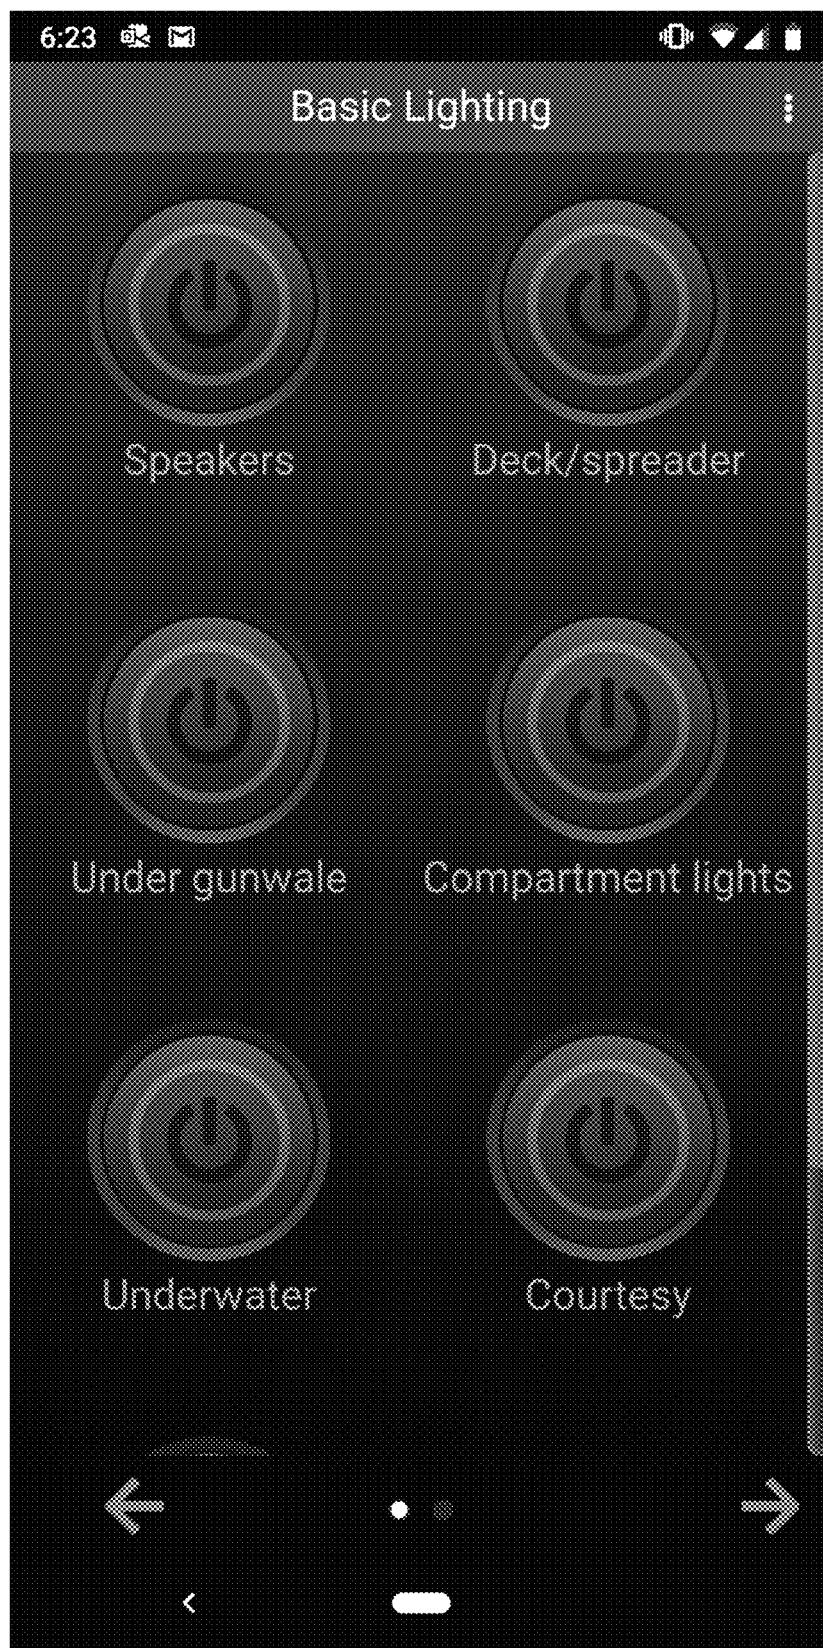 6:23
Basic Lighting
Speakers
Deck/spreader
Under gunwale
Compartment lights
Underwater
Courtesy